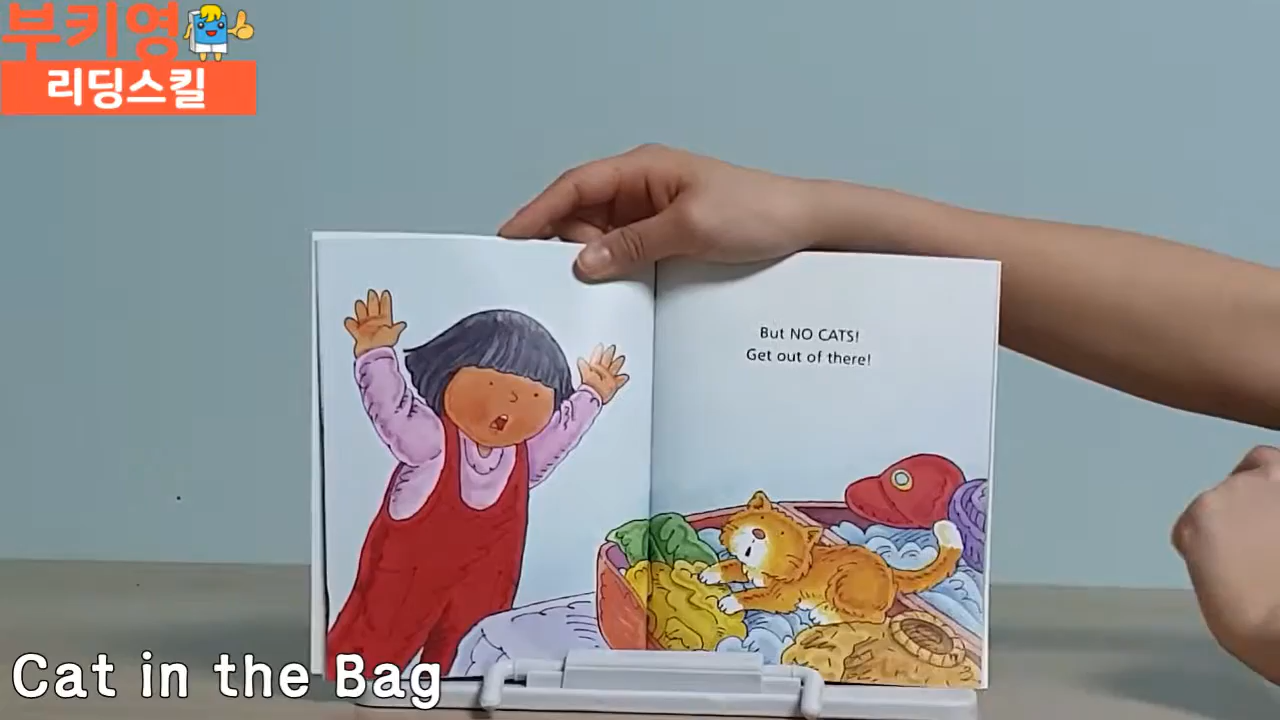 부키영
리딩스킬
But NO CATS!
Get out of there!
Cat in the Bag